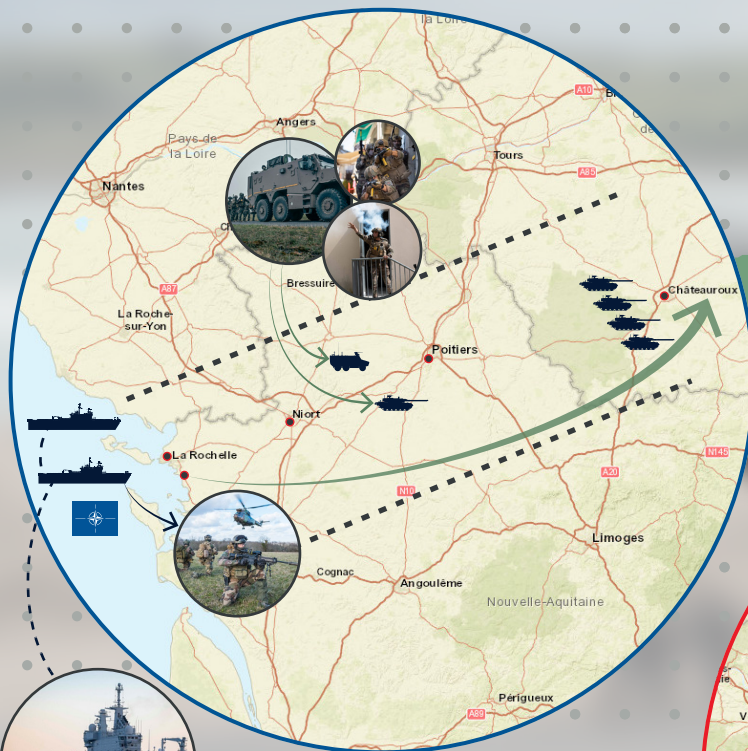 la Loire
A10
Angers
Pays de
la Loire
Tours
A85
Nantes
Bressuire
Châteauroux
A87
La Roche-
sur-Yon
Poitiers
Niort
La Rochelle
N145
A20
N10
Limoges
Cognac
Angoulême
Nouvelle-Aquitaine
Périgueux
A89